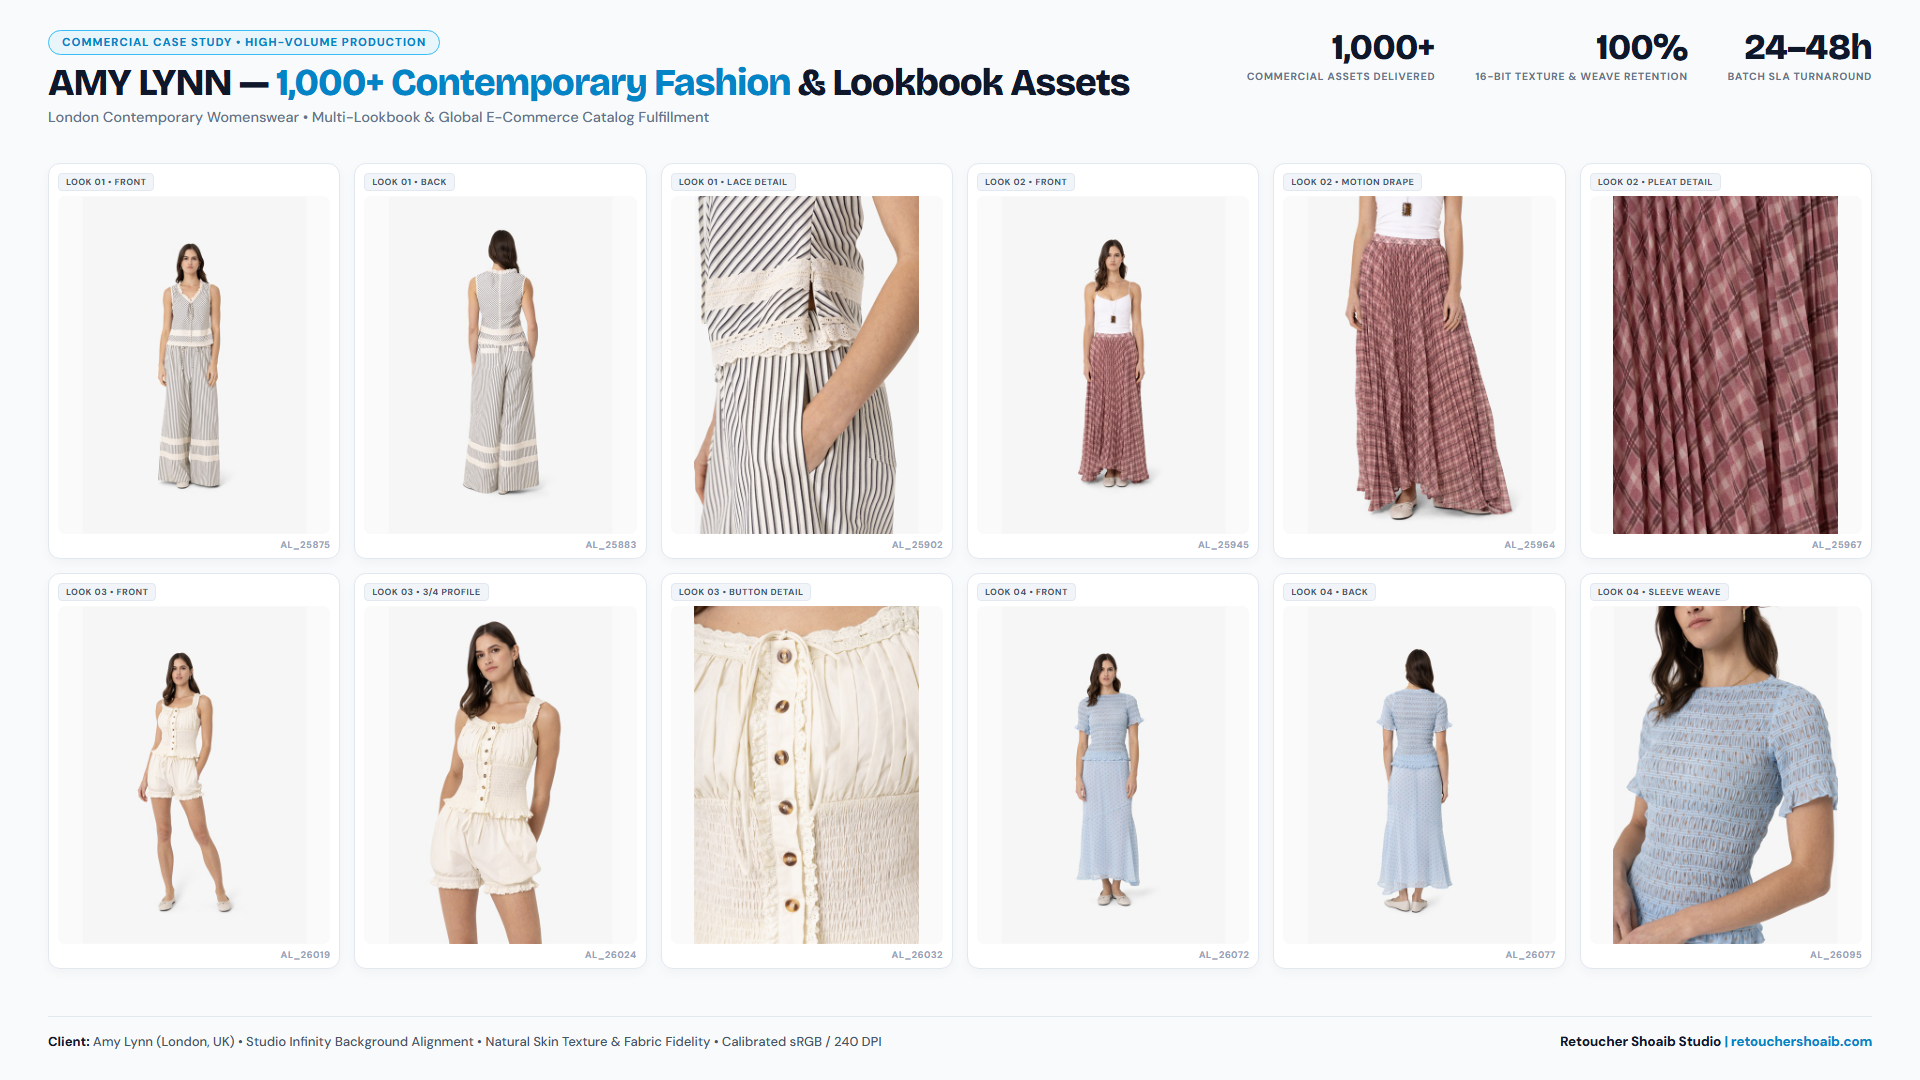 COMMERCIAL CASE STUDY • HIGH-VOLUME PRODUCTION
AMY LYNN — 1,000+ Contemporary Fashion & Lookbook Assets
London Contemporary Womenswear • Multi-Lookbook & Global E-Commerce Catalog Fulfillment
1,000+
COMMERCIAL ASSETS DELIVERED
100%
16-BIT TEXTURE & WEAVE RETENTION
24–48h
BATCH SLA TURNAROUND
LOOK 01 • FRONT
AL_25875
LOOK 01 • BACK
AL_25883
LOOK 01 • LACE DETAIL
AL_25902
LOOK 02 • FRONT
AL_25945
LOOK 02 • MOTION DRAPE
AL_25964
LOOK 02 • PLEAT DETAIL
AL_25967
LOOK 03 • FRONT
AL_26019
LOOK 03 • 3/4 PROFILE
AL_26024
LOOK 03 • BUTTON DETAIL
AL_26032
LOOK 04 • FRONT
AL_26072
LOOK 04 • BACK
AL_26077
LOOK 04 • SLEEVE WEAVE
AL_26095
Client: Amy Lynn (London, UK) • Studio Infinity Background Alignment • Natural Skin Texture & Fabric Fidelity • Calibrated sRGB / 240 DPI
Retoucher Shoaib Studio | retouchershoaib.com